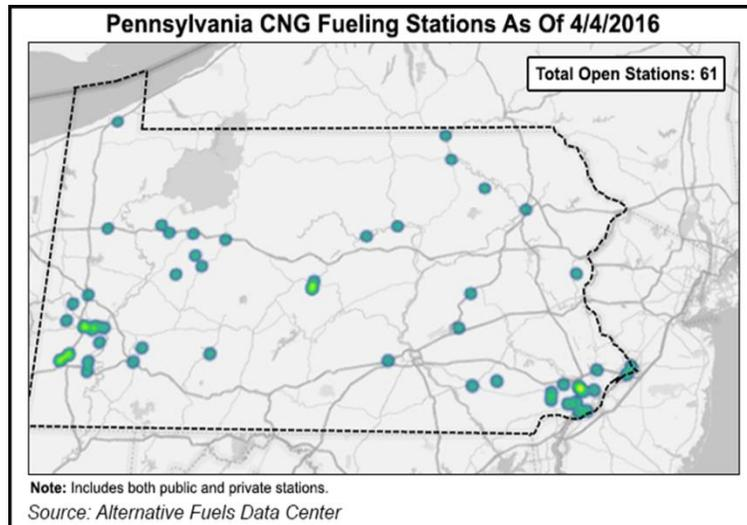 Pennsylvania CNG Fueling Stations As Of 4/4/2016
Total Open Stations: 61
Note: Includes both public and private stations.
Source: Alternative Fuels Data Center